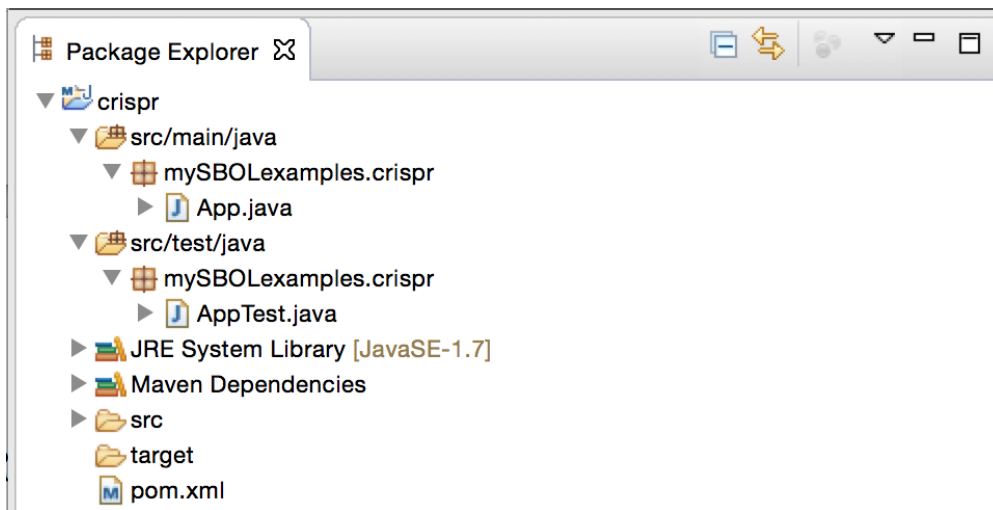 Package Explorer
crispr
src/main/java
mySBOLexamples.crispr
App.java
src/test/java
mySBOLexamples.crispr
AppTest.java
JRE System Library [JavaSE-1.7]
Maven Dependencies
src
target
pom.xml